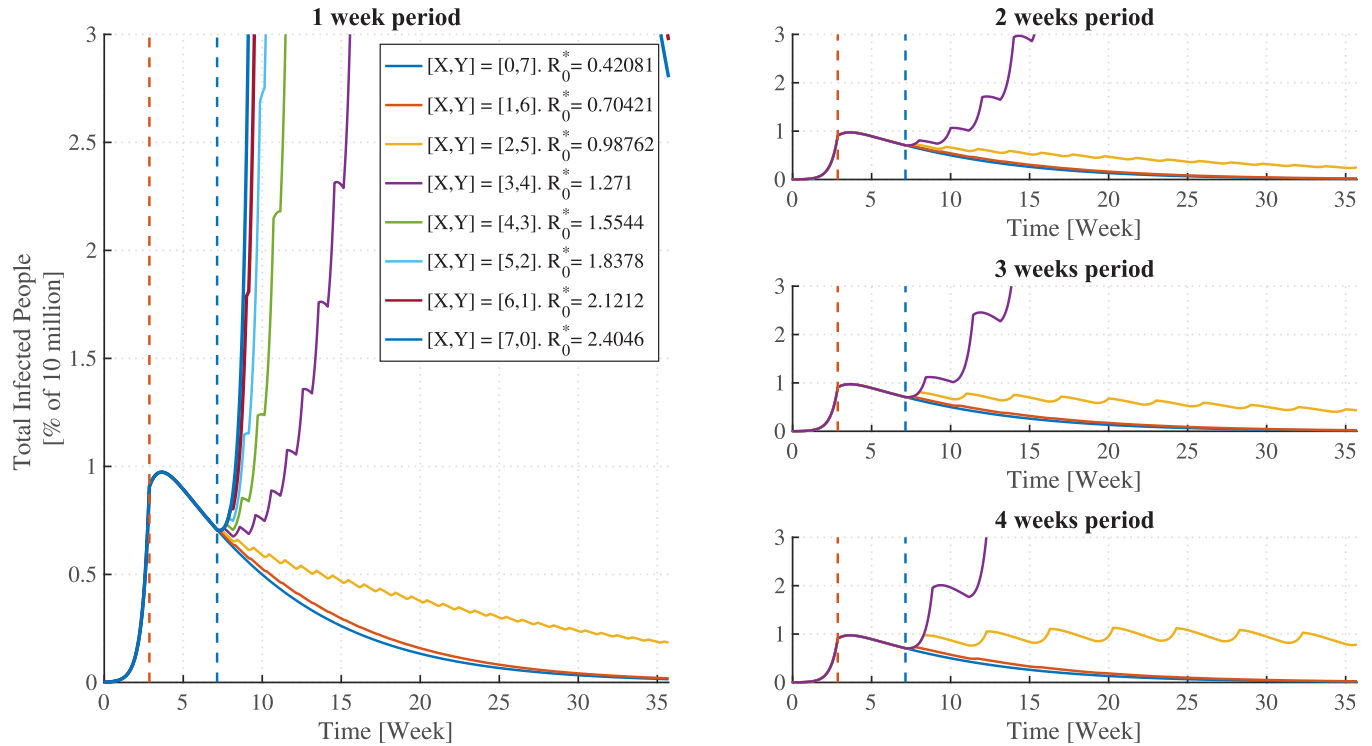 1 week period
Total Infected People
[% of 10 million]
3
2.5
2
1.5
1
0.5
0
[X,Y] = [0,7]. R*0= 0.42081
[X,Y] = [1,6]. R*0= 0.70421
[X,Y] = [2,5]. R*0= 0.98762
[X,Y] = [3,4]. R*0= 1.271
[X,Y] = [4,3]. R*0= 1.5544
[X,Y] = [5,2]. R*0= 1.8378
[X,Y] = [6,1]. R*0= 2.1212
[X,Y] = [7,0]. R*0= 2.4046
0 5 10 15 20 25 30 35
Time [Week]
2 weeks period
3
2
1
0
0 5 10 15 20 25 30 35
Time [Week]
3 weeks period
3
2
1
0
0 5 10 15 20 25 30 35
Time [Week]
4 weeks period
3
2
1
0
0 5 10 15 20 25 30 35
Time [Week]